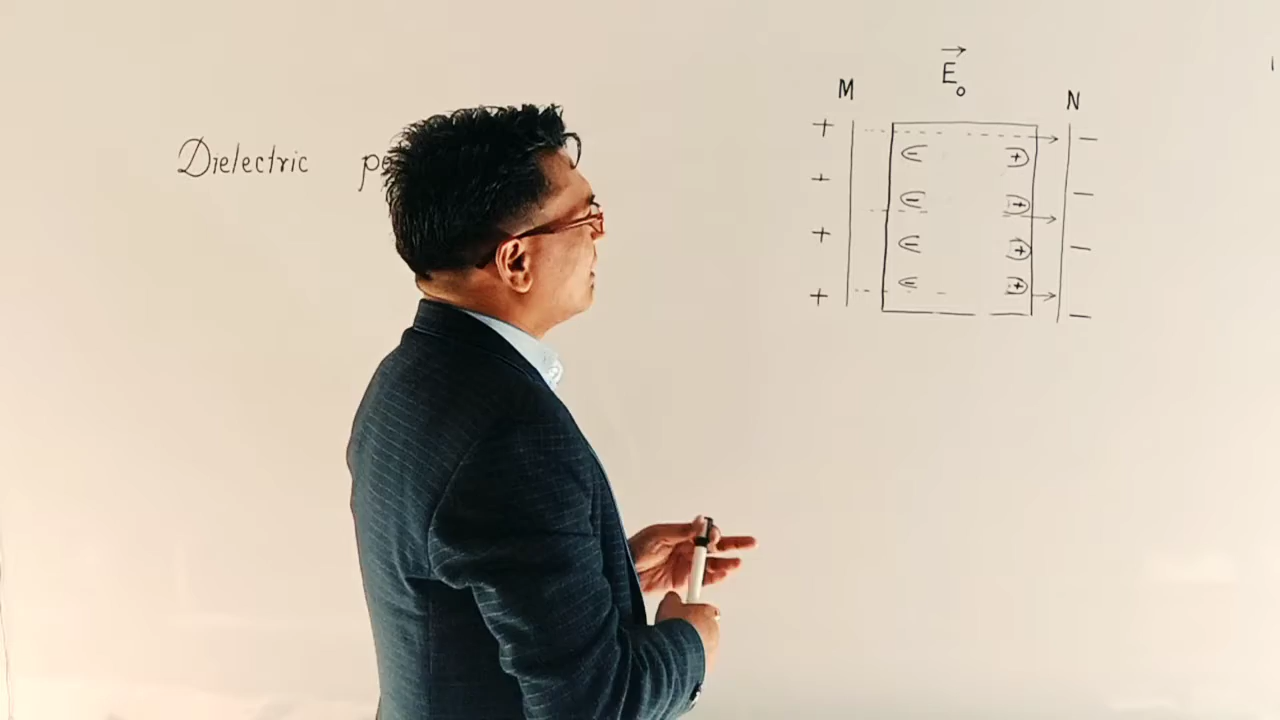 Dielectric
E₀
M
N
+ −
− +
+ −
− +
+ −
− +
− +
+ −